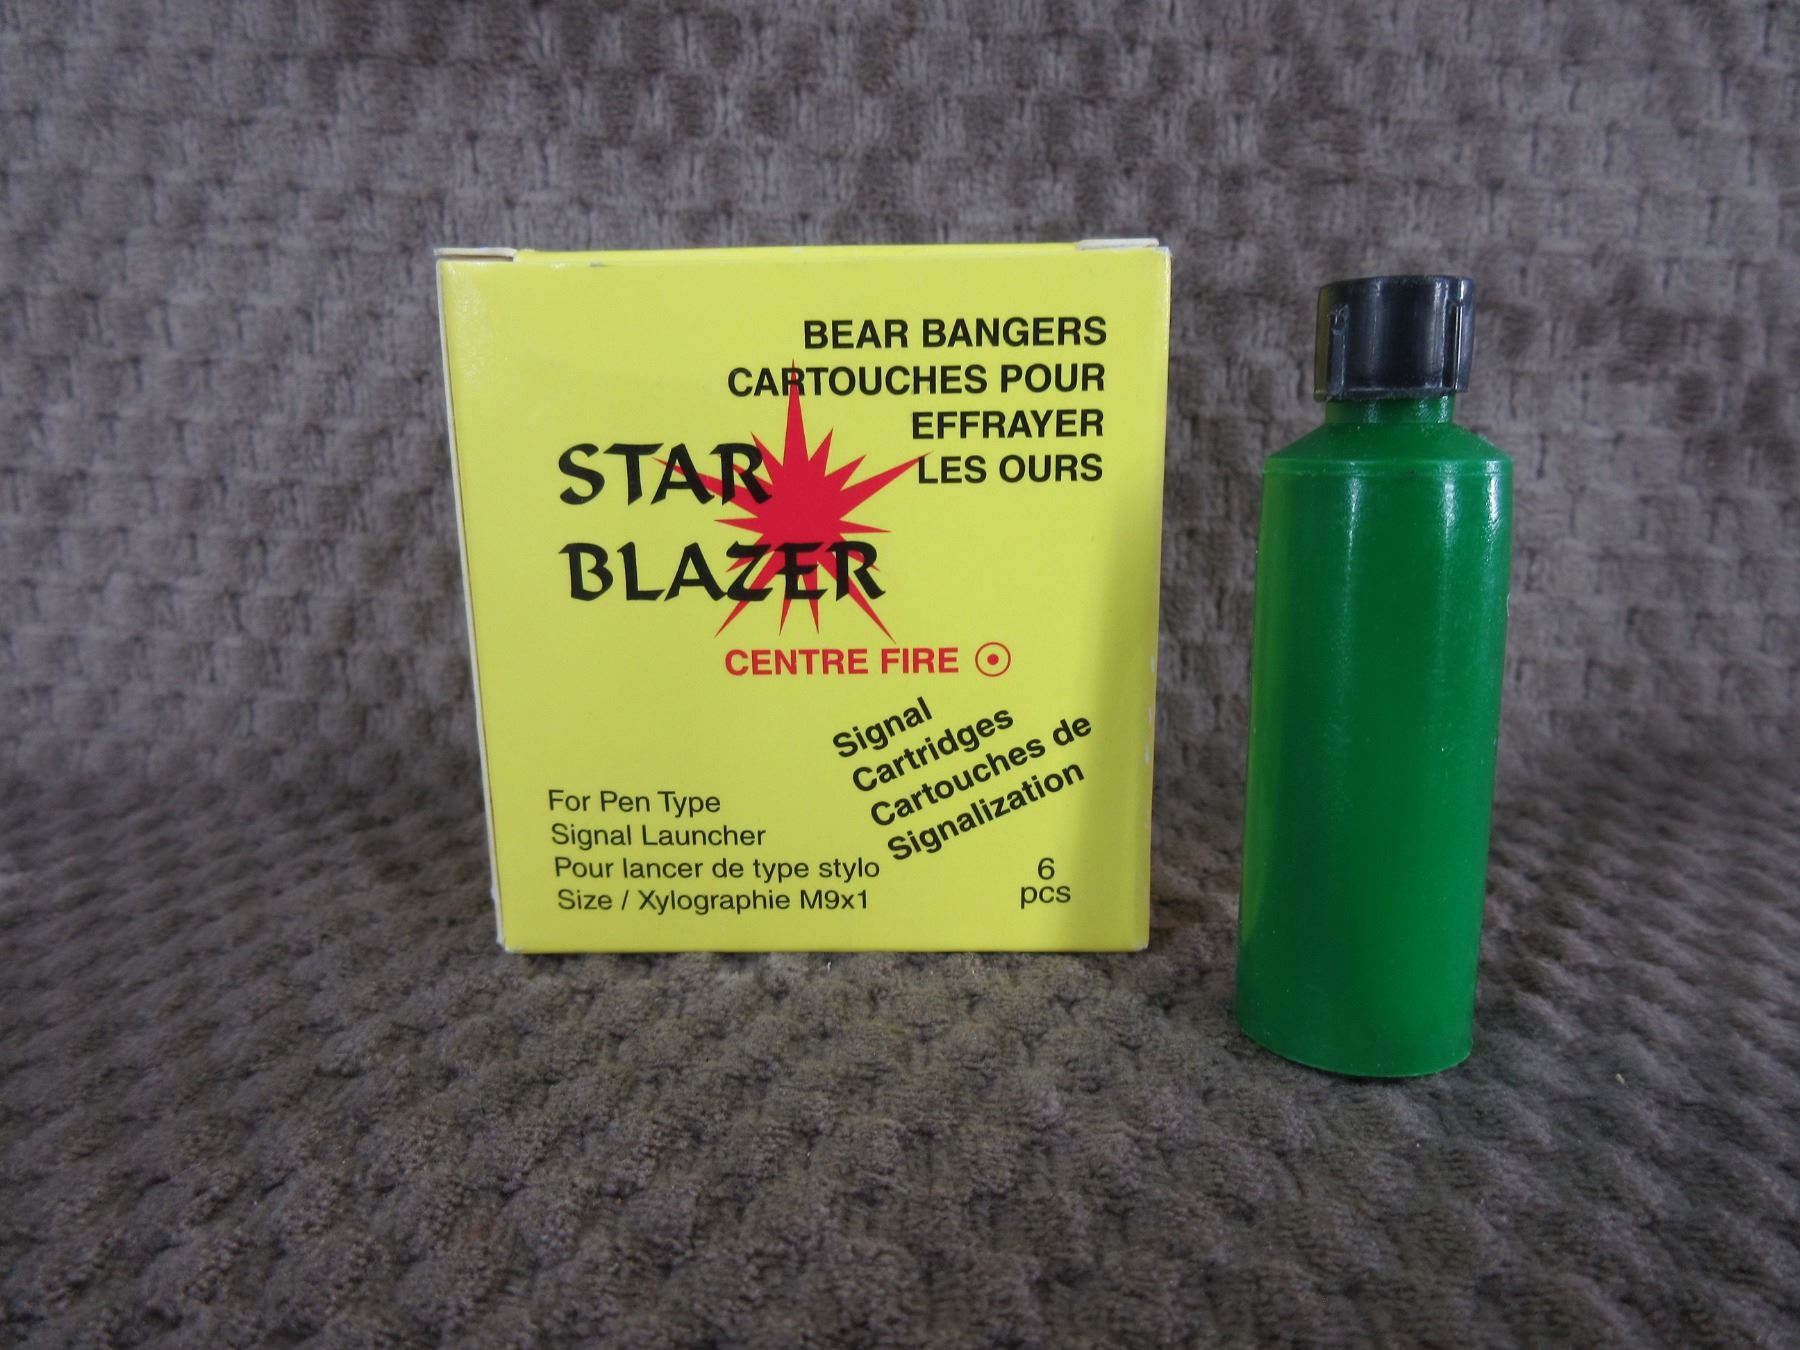 BEAR BANGERS
CARTOUCHES POUR
EFFRAYER
LES OURS
STAR
BLAZER
CENTRE FIRE
Signal
Cartridges
Cartouches de
Signalization
For Pen Type
Signal Launcher
Pour lancer de type stylo
Size / Xylographie M9x1
6
pcs